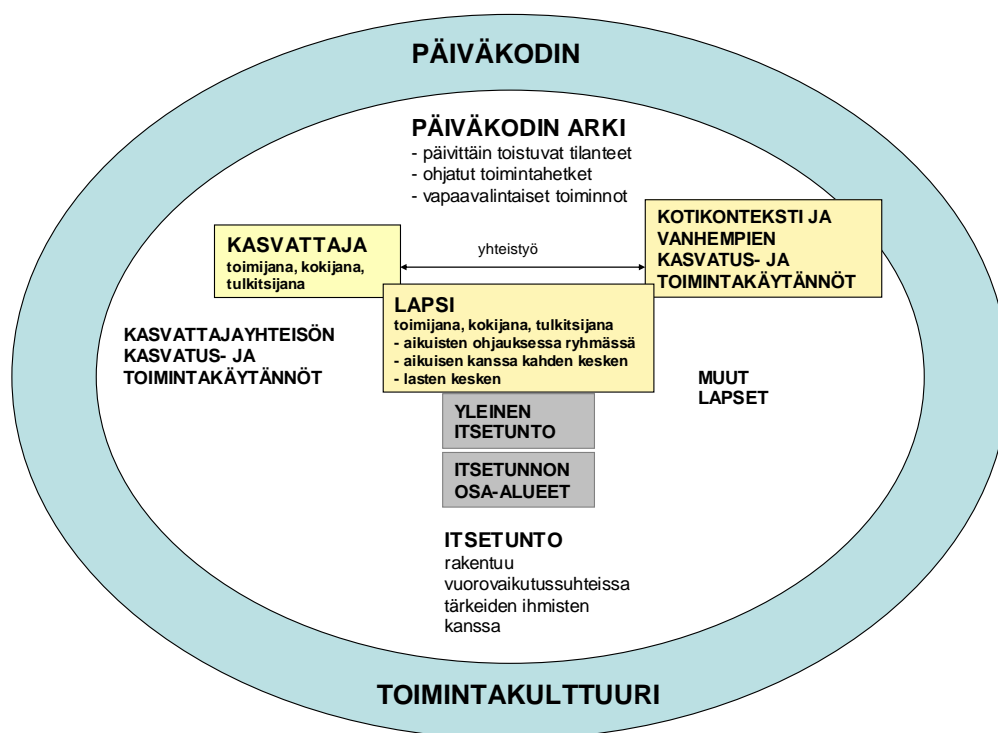 PÄIVÄKODIN
PÄIVÄKODIN ARKI
- päivittäin toistuvat tilanteet
- ohjatut toimintahetket
- vapaavalintaiset toiminnot
KASVATTAJA
toimijana, kokijana,
tulkitsijana
yhteistyö
KOTIKONTEKSTI JA
VANHEMPIEN
KASVATUS- JA
TOIMINTAKÄYTÄNNÖT
LAPSI
toimijana, kokijana, tulkitsijana
- aikuisten ohjauksessa ryhmässä
- aikuisen kanssa kahden kesken
- lasten kesken
KASVATTAJAYHTEISÖN
KASVATUS- JA
TOIMINTAKÄYTÄNNÖT
MUUT
LAPSET
YLEINEN
ITSETUNTO
ITSETUNNON
OSA-ALUEET
ITSETUNTO
rakentuu
vuorovaikutussuhteissa
tärkeiden ihmisten
kanssa
TOIMINTAKULTTUURI